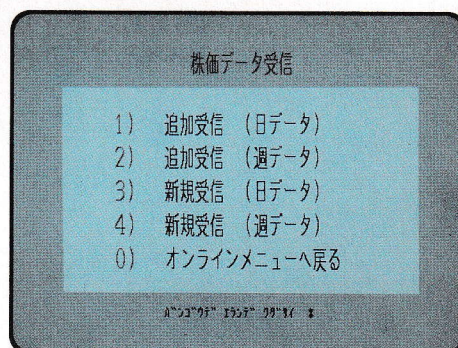 株価データ受信
1) 追加受信 (日データ)
2) 追加受信 (週データ)
3) 新規受信 (日データ)
4) 新規受信 (週データ)
0) オンラインメニューへ戻る
ﾊﾞﾝｺﾞｳﾃﾞ ｴﾗﾝﾃﾞ ｸﾀﾞｻｲ